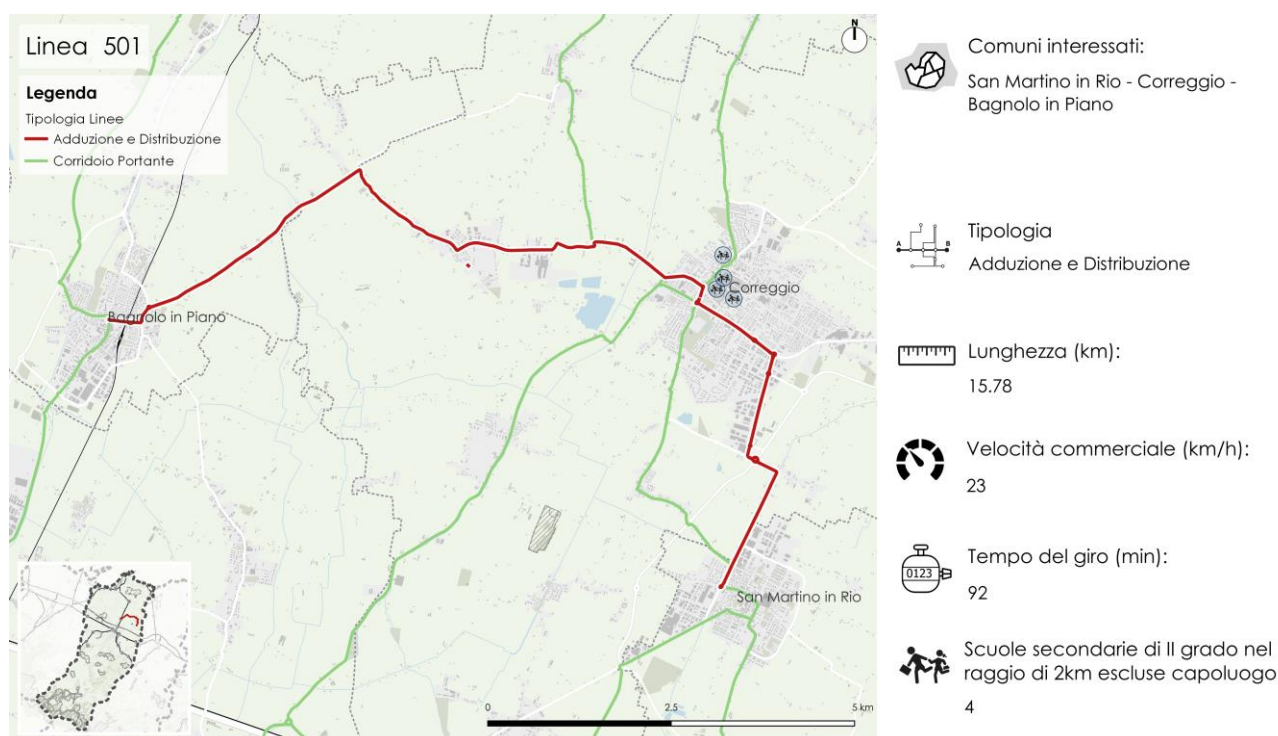 Linea 501
Legenda
Tipologia Linee
Adduzione e Distribuzione
Corridoio Portante
N
Bagnolo in Piano
Correggio
San Martino in Rio
0 2.5 5 km
Comuni interessati:
San Martino in Rio - Correggio -
Bagnolo in Piano
A B
Tipologia
Adduzione e Distribuzione
Lunghezza (km):
15.78
Velocità commerciale (km/h):
23
0123
Tempo del giro (min):
92
Scuole secondarie di II grado nel
raggio di 2km escluse capoluogo
4